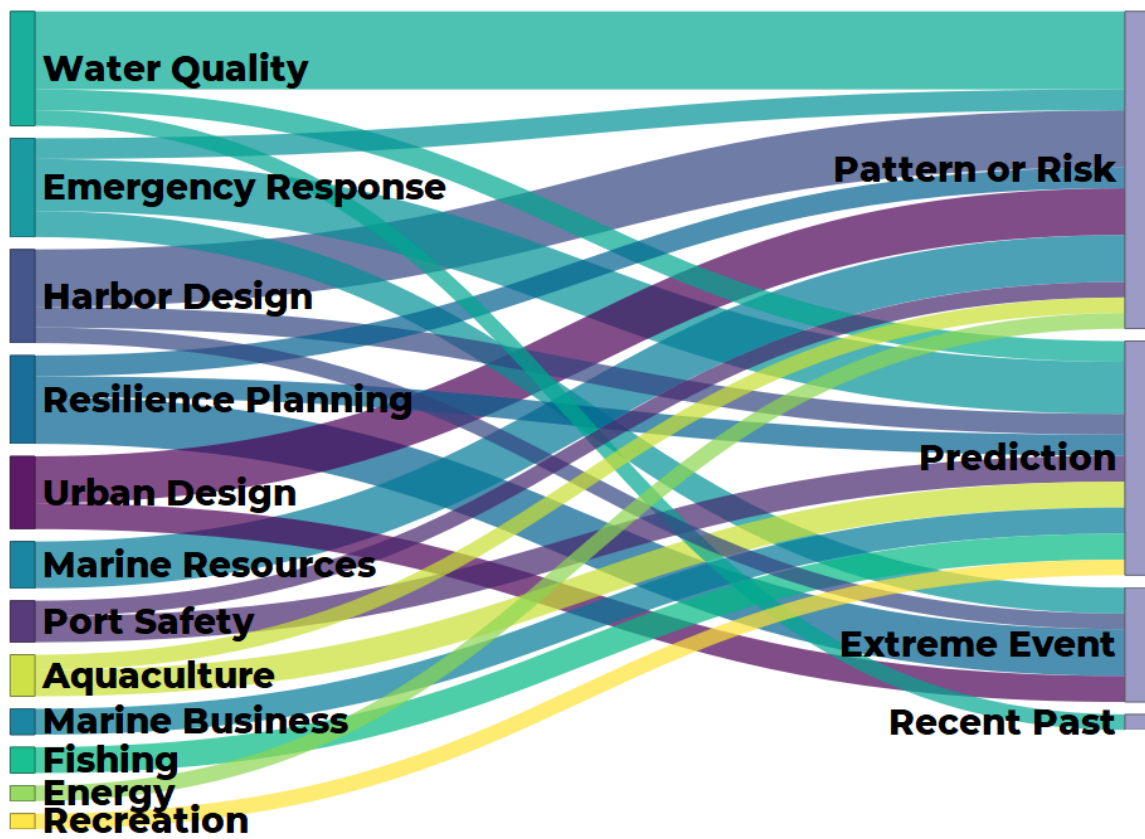 Water Quality
Emergency Response
Harbor Design
Resilience Planning
Urban Design
Marine Resources
Port Safety
Aquaculture
Marine Business
Fishing
Energy
Recreation
Pattern or Risk
Prediction
Extreme Event
Recent Past